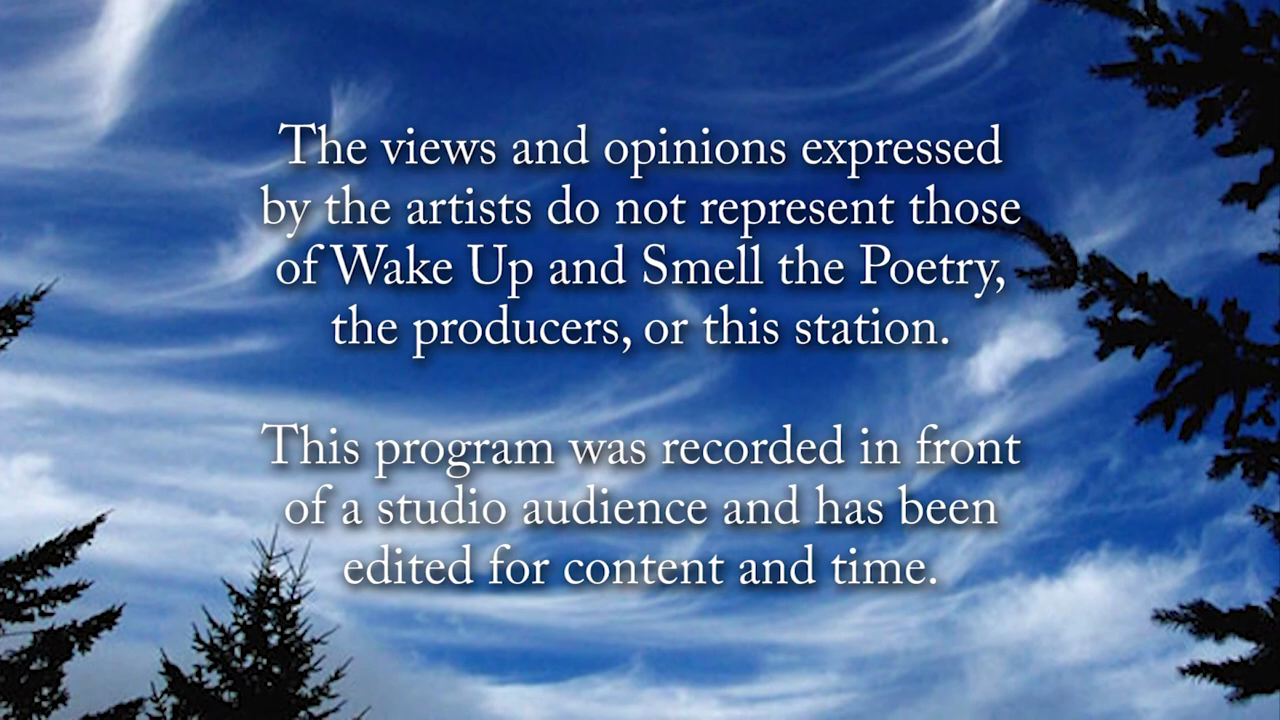 The views and opinions expressed
by the artists do not represent those
of Wake Up and Smell the Poetry,
the producers, or this station.
This program was recorded in front
of a studio audience and has been
edited for content and time.